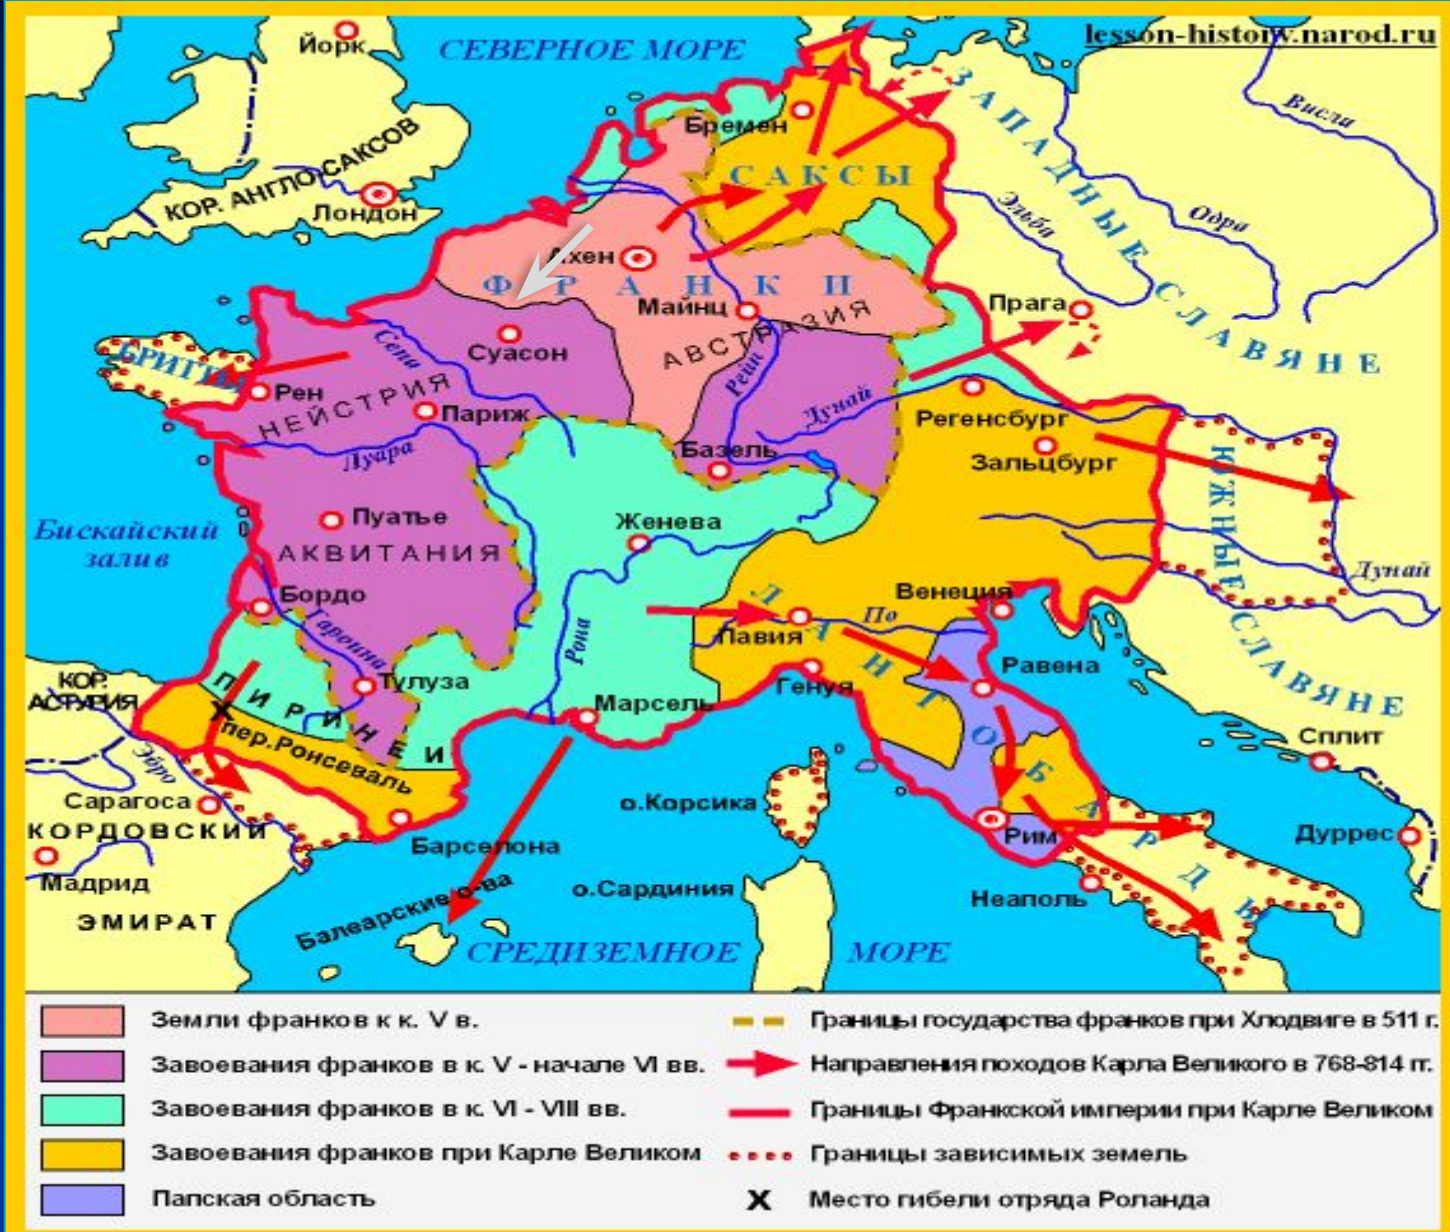 lesson-history.narod.ru
Йорк
СЕВЕРНОЕ МОРЕ
ЗАПАДНЫЕ СЛАВЯНЕ
Висла
Бремен
КОР. АНГЛО САКСОВ
САКСЫ
Лондон
Эльба
Одра
Ахен
ФРАНКИ
Майнц
Прага
АВСТРАЗИЯ
Суасон
Сена
БРИТТЫ
Рен
НЕЙСТРИЯ
Париж
Рейн
Дунай
Регенсбург
Луара
Базель
Зальцбург
ЮЖНЫЕ СЛАВЯНЕ
Бискайский
залив
Пуатье
Женева
АКВИТАНИЯ
Дунай
Бордо
Венеция
ЛАНГОБАРДЫ
По
Гаронна
Рона
Павия
Равена
КОР.
АСТУРИЯ
ПИРИНЕИ
Тулуза
Генуя
Марсель
пер.Ронсеваль
Сплит
Эбро
Сарагоса
о.Корсика
КОРДОВСКИЙ
Рим
Дуррес
Барселона
Мадрид
о.Сардиния
Неаполь
ЭМИРАТ
Балеарские о-ва
СРЕДИЗЕМНОЕ МОРЕ
Земли франков к к. V в.
Завоевания франков в к. V - начале VI вв.
Завоевания франков в к. VI - VIII вв.
Завоевания франков при Карле Великом
Папская область
Границы государства франков при Хлодвиге в 511 г.
Направления походов Карла Великого в 768-814 гг.
Границы Франкской империи при Карле Великом
Границы зависимых земель
X Место гибели отряда Роланда